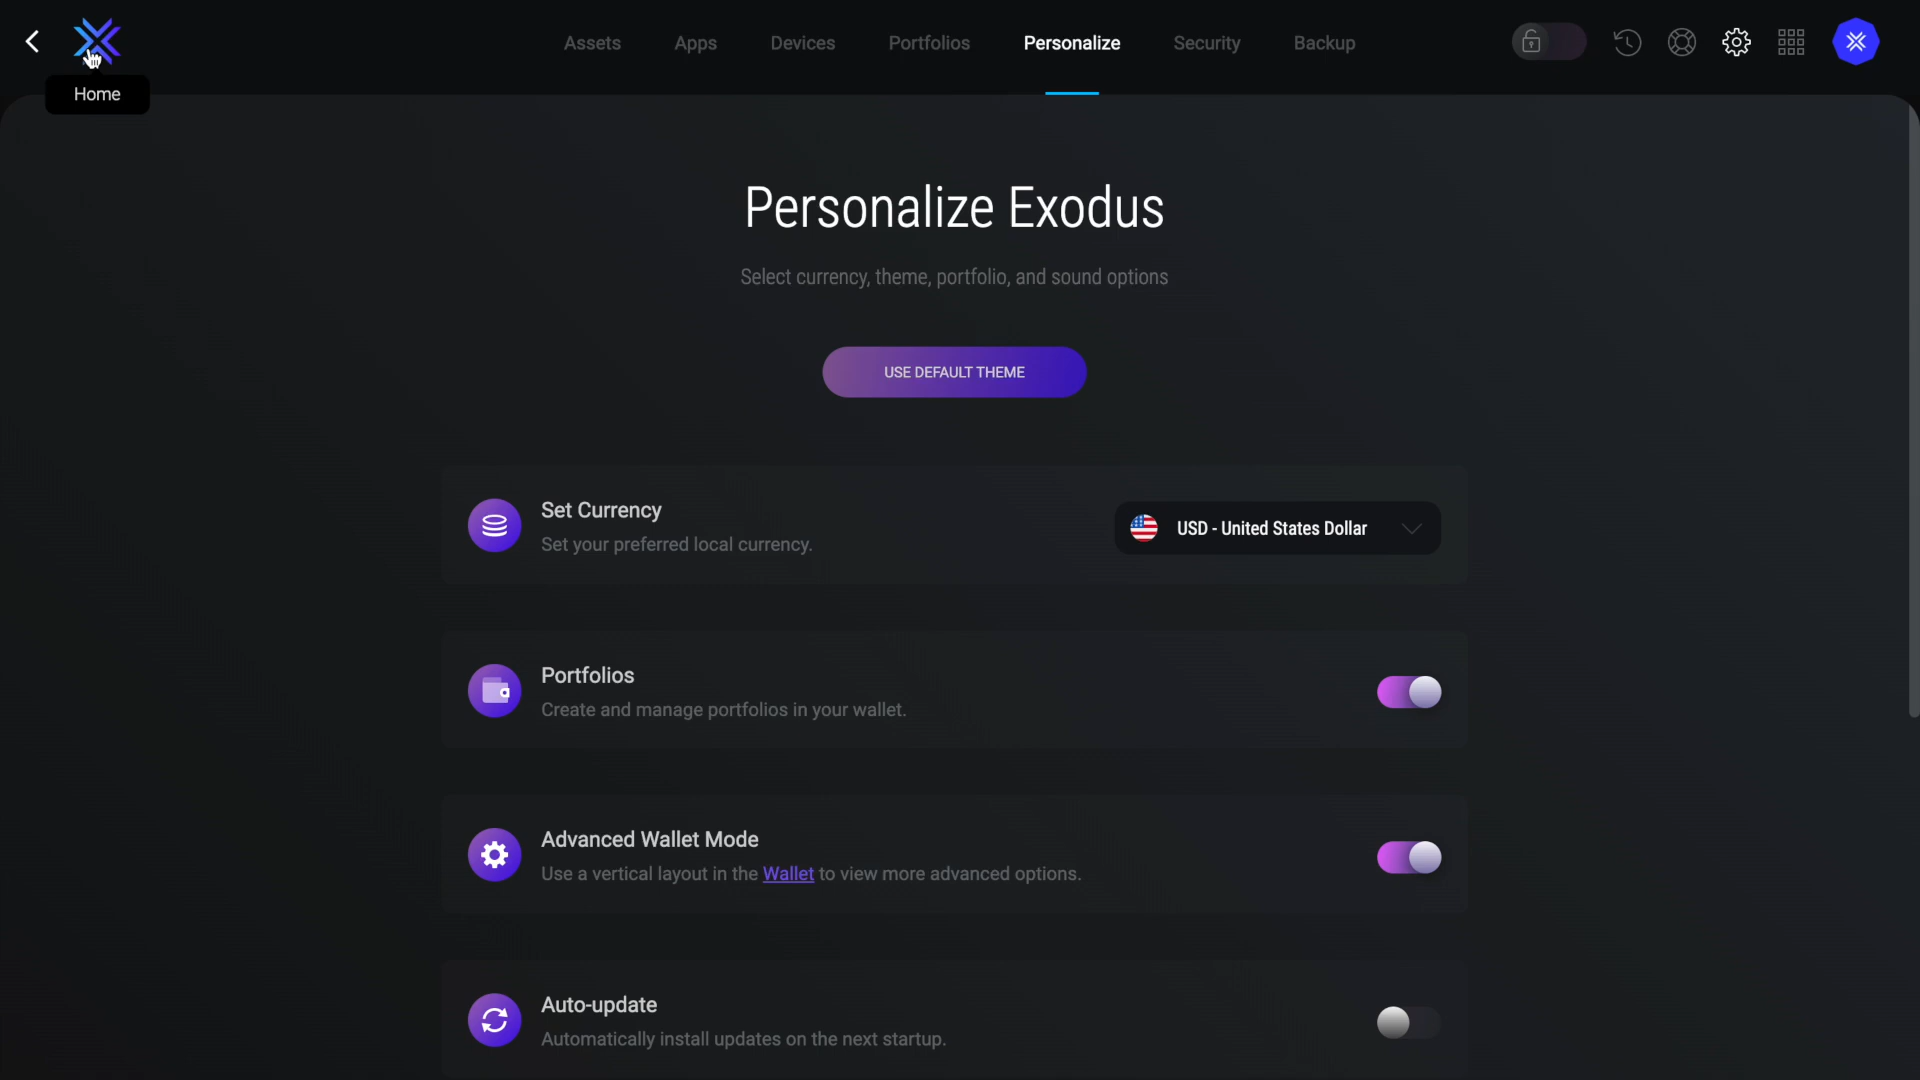 Assets
Apps
Devices
Portfolios
Personalize
Security
Backup
Home
Personalize Exodus
Select currency, theme, portfolio, and sound options
USE DEFAULT THEME
Set Currency
Set your preferred local currency.
USD - United States Dollar
Portfolios
Create and manage portfolios in your wallet.
Advanced Wallet Mode
Use a vertical layout in the Wallet to view more advanced options.
Auto-update
Automatically install updates on the next startup.